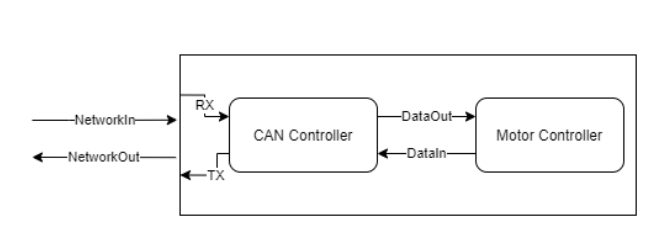 RX
CAN Controller
DataOut
Motor Controller
NetworkIn
NetworkOut
DataIn
TX